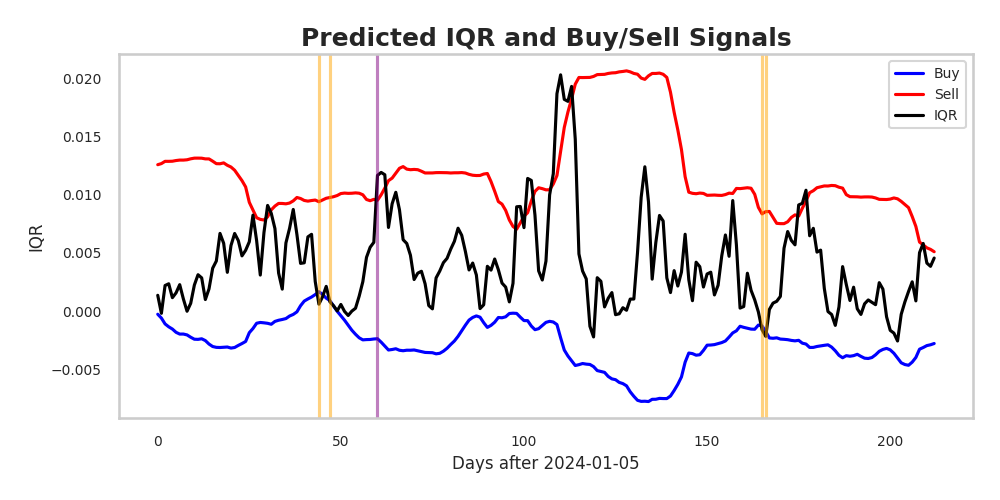 Predicted IQR and Buy/Sell Signals
Buy
Sell
IQR
IQR
0.020
0.015
0.010
0.005
0.000
−0.005
0
50
100
150
200
Days after 2024-01-05